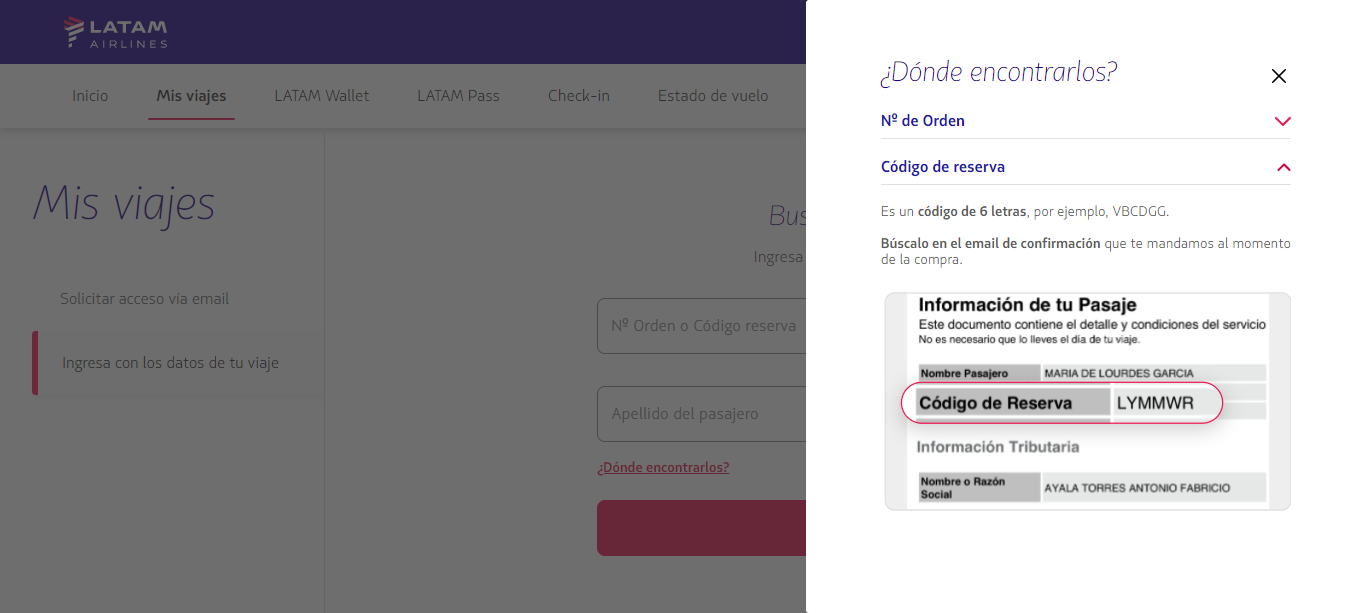 LATAM
AIRLINES
Inicio
Mis viajes
LATAM Wallet
LATAM Pass
Check-in
Estado de vuelo
Mis viajes
Solicitar acceso vía email
Ingresa con los datos de tu viaje
Bus
Ingresa
Nº Orden o Código reserva
Apellido del pasajero
¿Dónde encontrarlos?
¿Dónde encontrarlos?
Nº de Orden
Código de reserva
Es un código de 6 letras, por ejemplo, VBCDGG.
Búscalo en el email de confirmación que te mandamos al momento
de la compra.
Información de tu Pasaje
Este documento contiene el detalle y condiciones del servicio
No es necesario que lo lleves el día de tu viaje.
Nombre Pasajero MARIA DE LOURDES GARCIA
Código de Reserva LYMMWR
Información Tributaria
Nombre o Razón
Social
AYALA TORRES ANTONIO FABRICIO